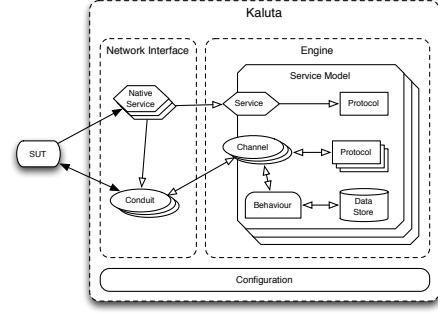 Kaluta
Network Interface
Engine
Service Model
Native
Service
Service
Protocol
SUT
Channel
Protocol
Conduit
Behaviour
Data
Store
Configuration